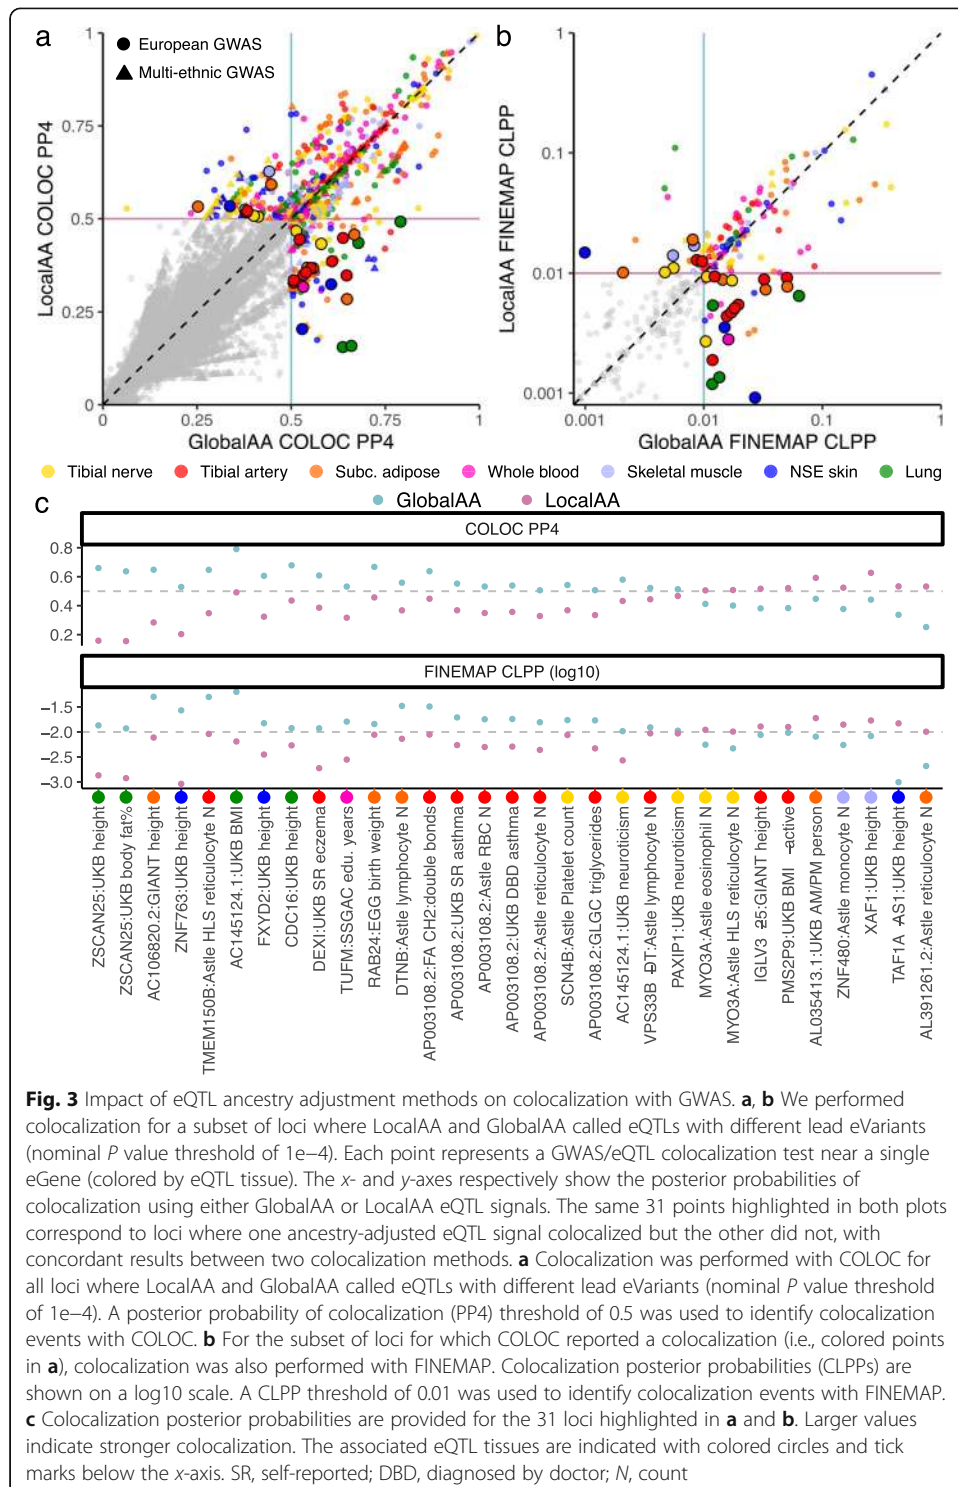 a
b
European GWAS
Multi-ethnic GWAS
LocalAA COLOC PP4
1
0.75
0.5
0.25
0
0
0.25
0.5
0.75
1
GlobalAA COLOC PP4
LocalAA FINEMAP CLPP
1
0.1
0.01
0.001
0.001
0.01
0.1
1
GlobalAA FINEMAP CLPP
Tibial nerve
Tibial artery
Subc. adipose
Whole blood
Skeletal muscle
NSE skin
Lung
c
GlobalAA
LocalAA
COLOC PP4
0.8
0.6
0.4
0.2
FINEMAP CLPP (log10)
−1.5
−2.0
−2.5
−3.0
ZSCAN25:UKB height
ZSCAN25:UKB body fat%
AC106820.2:GIANT height
ZNF763:UKB height
TMEM150B:Astle HLS reticulocyte N
AC145124.1:UKB BMI
FXYD2:UKB height
CDC16:UKB height
DEXI:UKB SR eczema
TUFM:SSGAC edu. years
RAB24:EGG birth weight
DTNB:Astle lymphocyte N
AP003108.2:FA CH2:double bonds
AP003108.2:UKB SR asthma
AP003108.2:Astle RBC N
AP003108.2:UKB DBD asthma
AP003108.2:Astle reticulocyte N
SCN4B:Astle Platelet count
AP003108.2:GLGC triglycerides
AC145124.1:UKB neuroticism
VPS33B−DT:Astle lymphocyte N
PAXIP1:UKB neuroticism
MYO3A:Astle eosinophil N
MYO3A:Astle HLS reticulocyte N
IGLV3−25:GIANT height
PMS2P9:UKB BMI−active
AL035413.1:UKB AM/PM person
ZNF480:Astle monocyte N
XAF1:UKB height
TAF1A−AS1:UKB height
AL391261.2:Astle reticulocyte N
Fig. 3 Impact of eQTL ancestry adjustment methods on colocalization with GWAS. a, b We performed
colocalization for a subset of loci where LocalAA and GlobalAA called eQTLs with different lead eVariants
(nominal P value threshold of 1e−4). Each point represents a GWAS/eQTL colocalization test near a single
eGene (colored by eQTL tissue). The x- and y-axes respectively show the posterior probabilities of
colocalization using either GlobalAA or LocalAA eQTL signals. The same 31 points highlighted in both plots
correspond to loci where one ancestry-adjusted eQTL signal colocalized but the other did not, with
concordant results between two colocalization methods. a Colocalization was performed with COLOC for
all loci where LocalAA and GlobalAA called eQTLs with different lead eVariants (nominal P value threshold
of 1e−4). A posterior probability of colocalization (PP4) threshold of 0.5 was used to identify colocalization
events with COLOC. b For the subset of loci for which COLOC reported a colocalization (i.e., colored points
in a), colocalization was also performed with FINEMAP. Colocalization posterior probabilities (CLPPs) are
shown on a log10 scale. A CLPP threshold of 0.01 was used to identify colocalization events with FINEMAP.
c Colocalization posterior probabilities are provided for the 31 loci highlighted in a and b. Larger values
indicate stronger colocalization. The associated eQTL tissues are indicated with colored circles and tick
marks below the x-axis. SR, self-reported; DBD, diagnosed by doctor; N, count